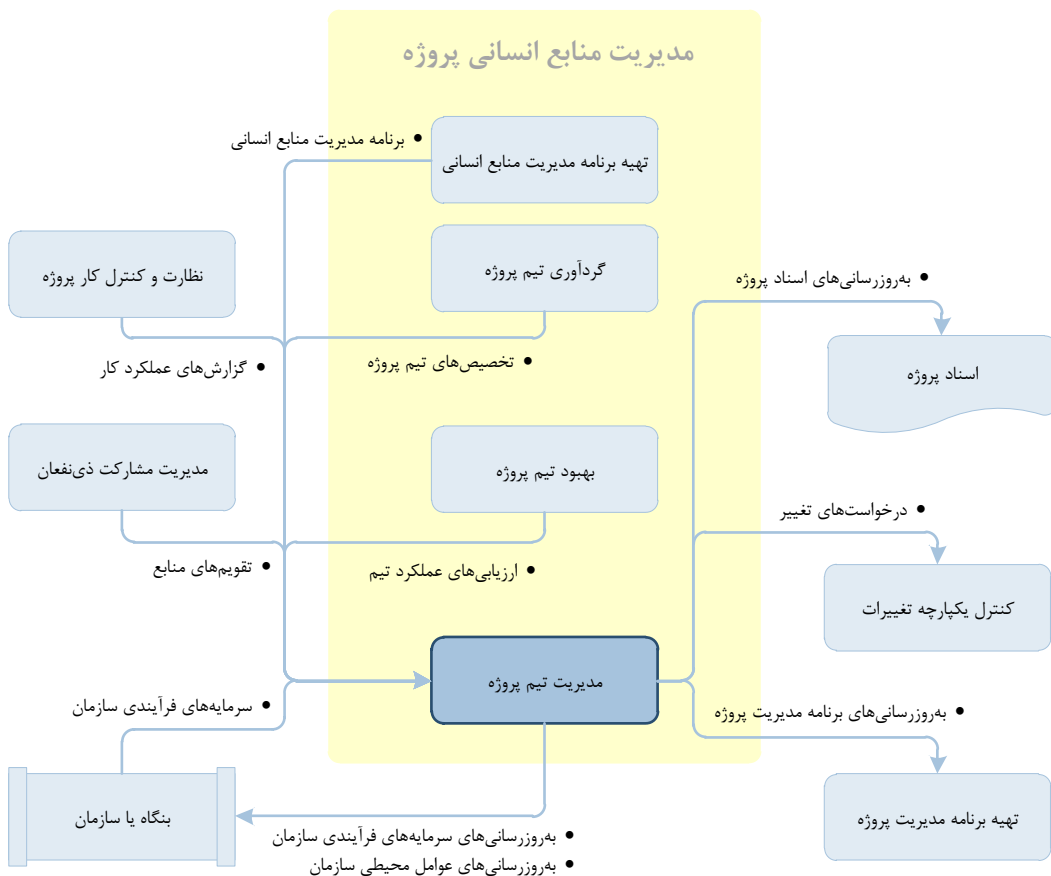 مدیریت منابع انسانی پروژه
• برنامه مدیریت منابع انسانی
تهیه برنامه مدیریت منابع انسانی
گردآوری تیم پروژه
نظارت و کنترل کار پروژه
• به‌روزرسانی‌های اسناد پروژه
• تخصیص‌های تیم پروژه
• گزارش‌های عملکرد کار
اسناد پروژه
بهبود تیم پروژه
مدیریت مشارکت ذی‌نفعان
• درخواست‌های تغییر
• ارزیابی‌های عملکرد تیم
• تقویم‌های منابع
کنترل یکپارچه تغییرات
مدیریت تیم پروژه
• سرمایه‌های فرآیندی سازمان
• به‌روزرسانی‌های برنامه مدیریت پروژه
بنگاه یا سازمان
تهیه برنامه مدیریت پروژه
• به‌روزرسانی‌های سرمایه‌های فرآیندی سازمان
• به‌روزرسانی‌های عوامل محیطی سازمان